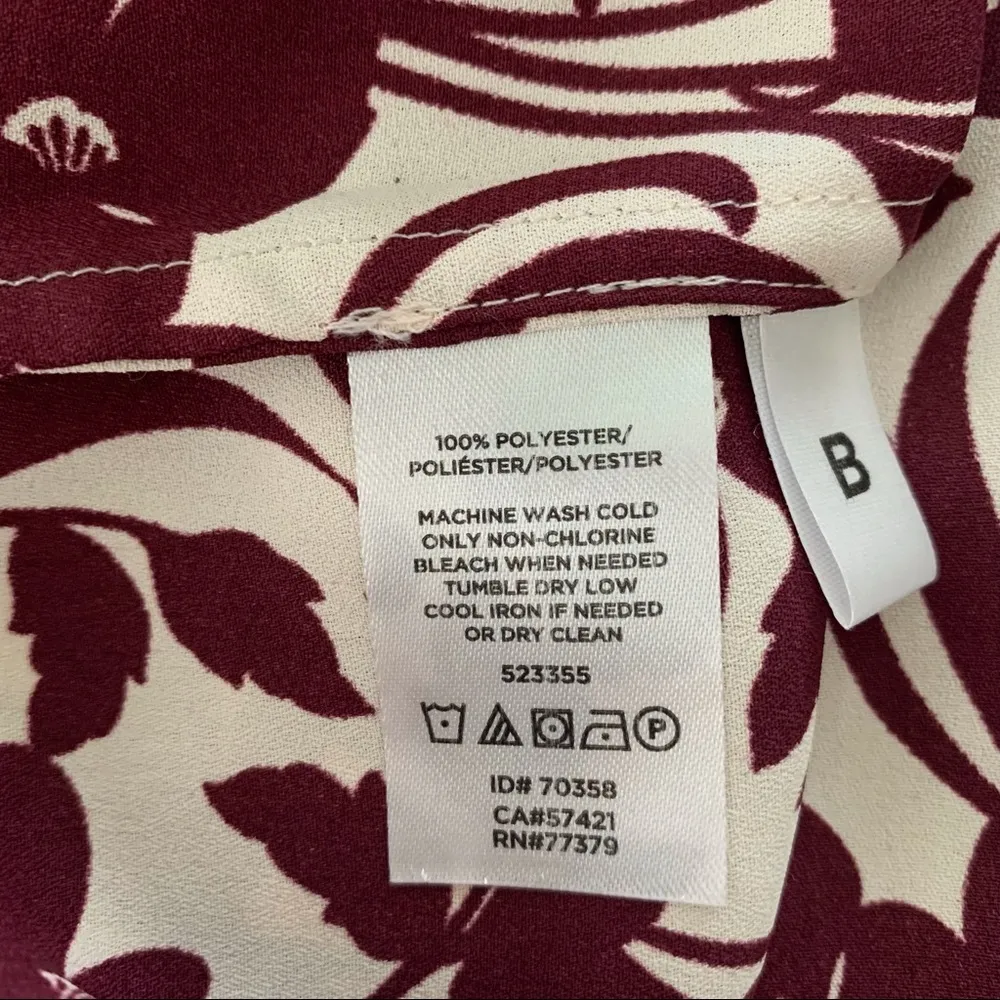 100% POLYESTER/
POLIÉSTER/POLYESTER
MACHINE WASH COLD
ONLY NON-CHLORINE
BLEACH WHEN NEEDED
TUMBLE DRY LOW
COOL IRON IF NEEDED
OR DRY CLEAN
523355
P
ID# 70358
CA#57421
RN#77379
B